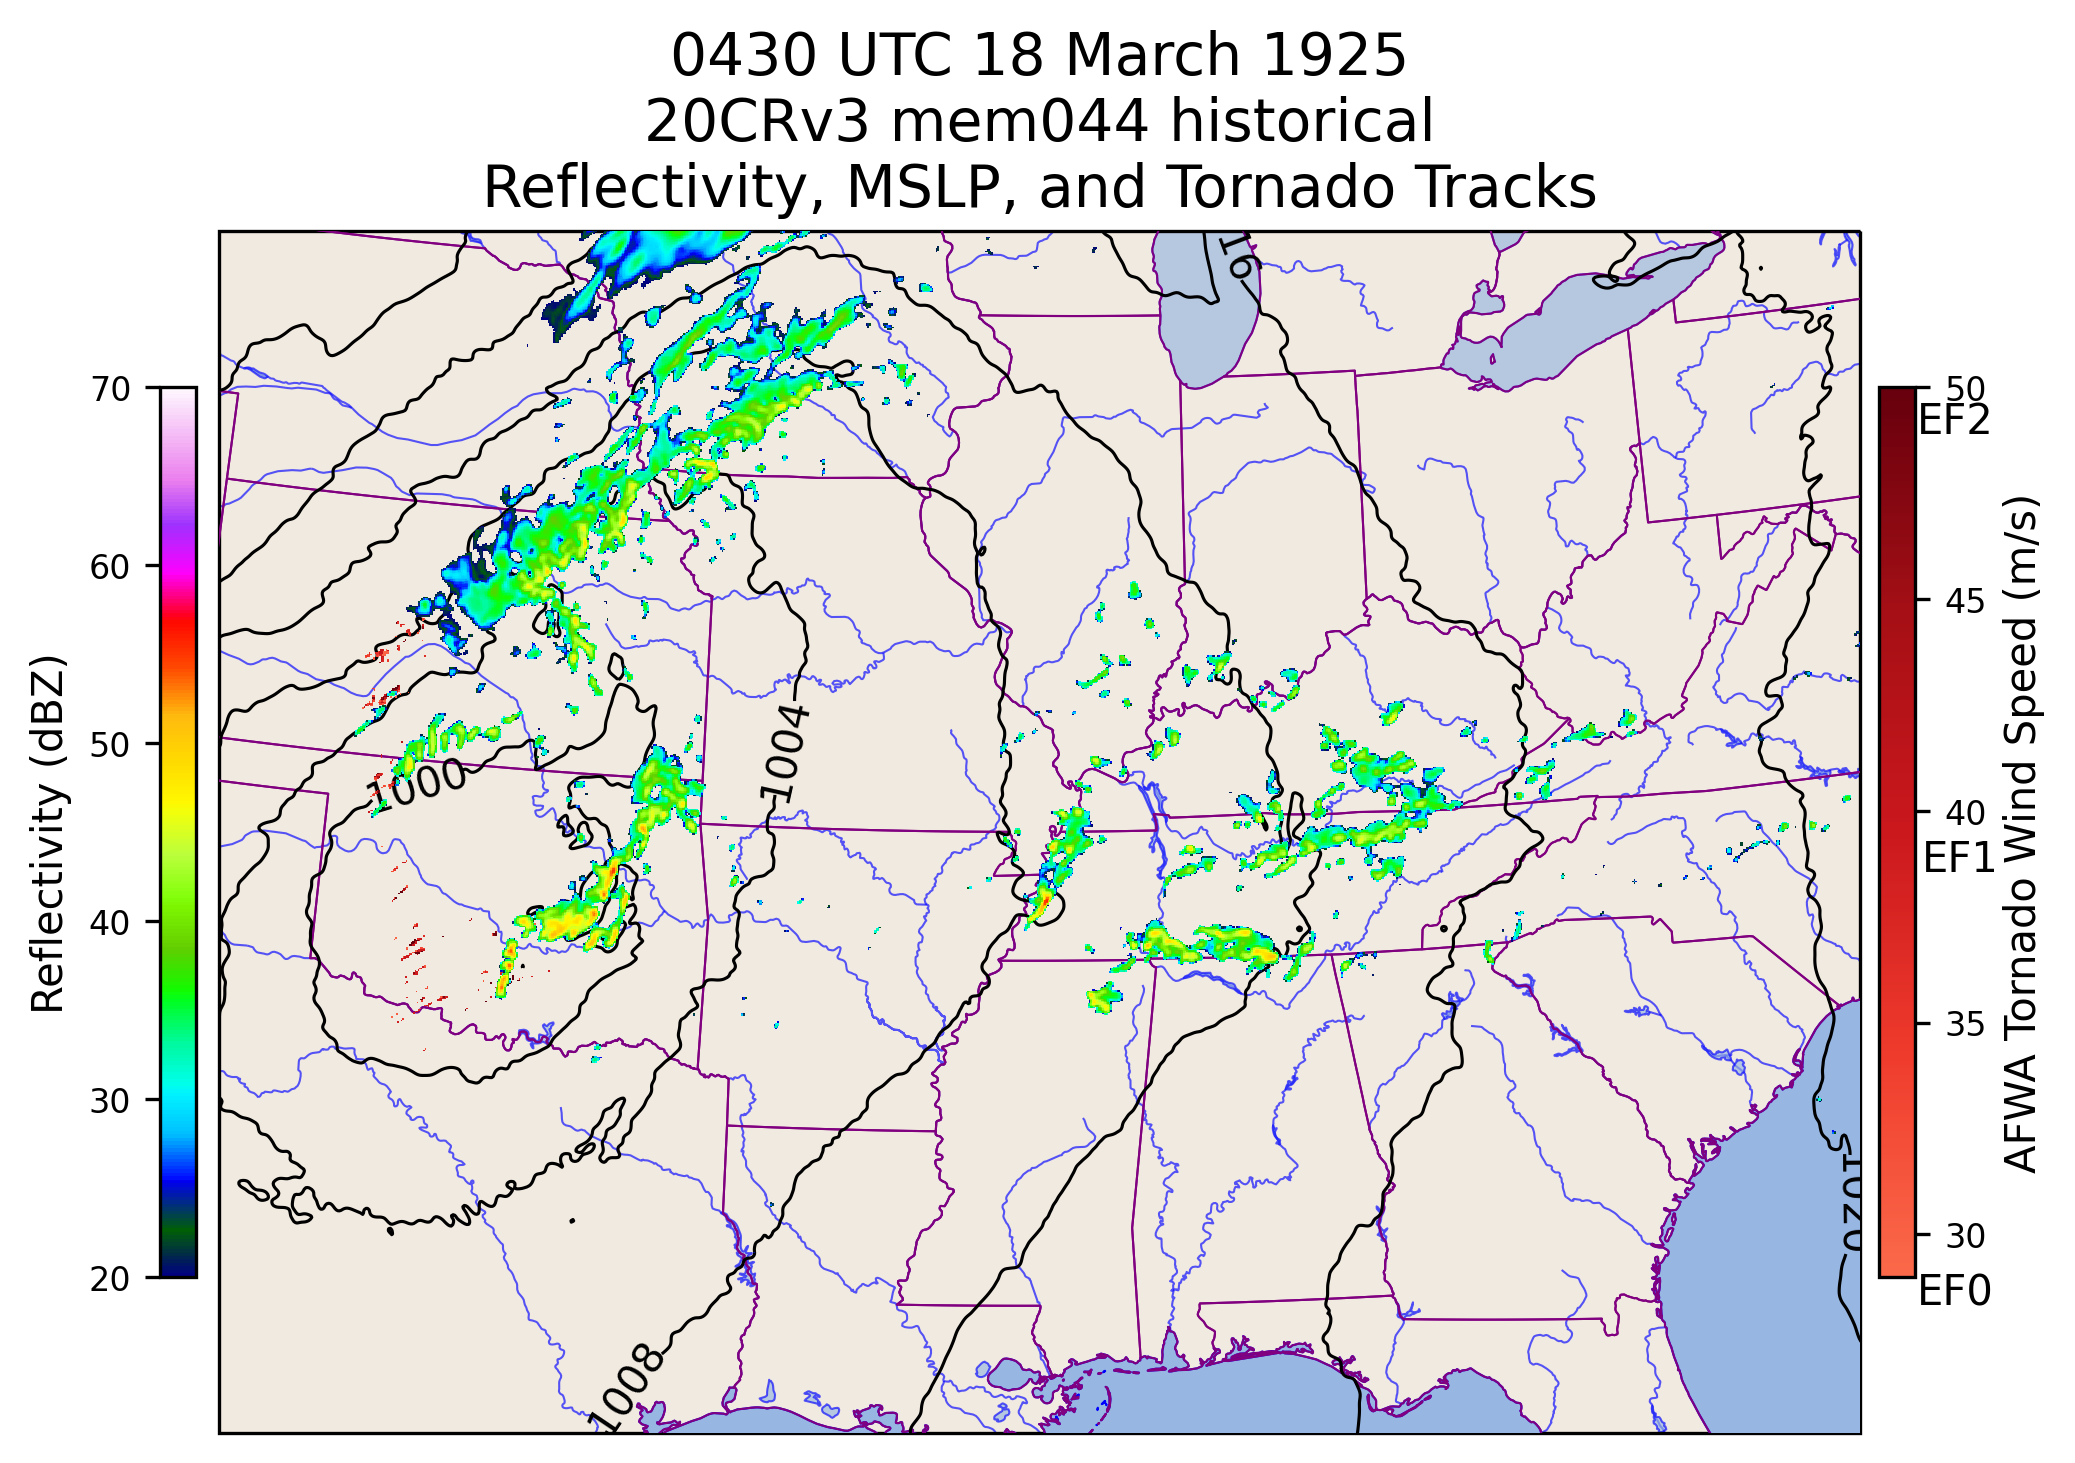 0430 UTC 18 March 1925
20CRv3 mem044 historical
Reflectivity, MSLP, and Tornado Tracks
Reflectivity (dBZ)
70
60
50
40
30
20
16
1000
1004
1008
1020
50
EF2
45
40
EF1
35
30
EF0
AFWA Tornado Wind Speed (m/s)